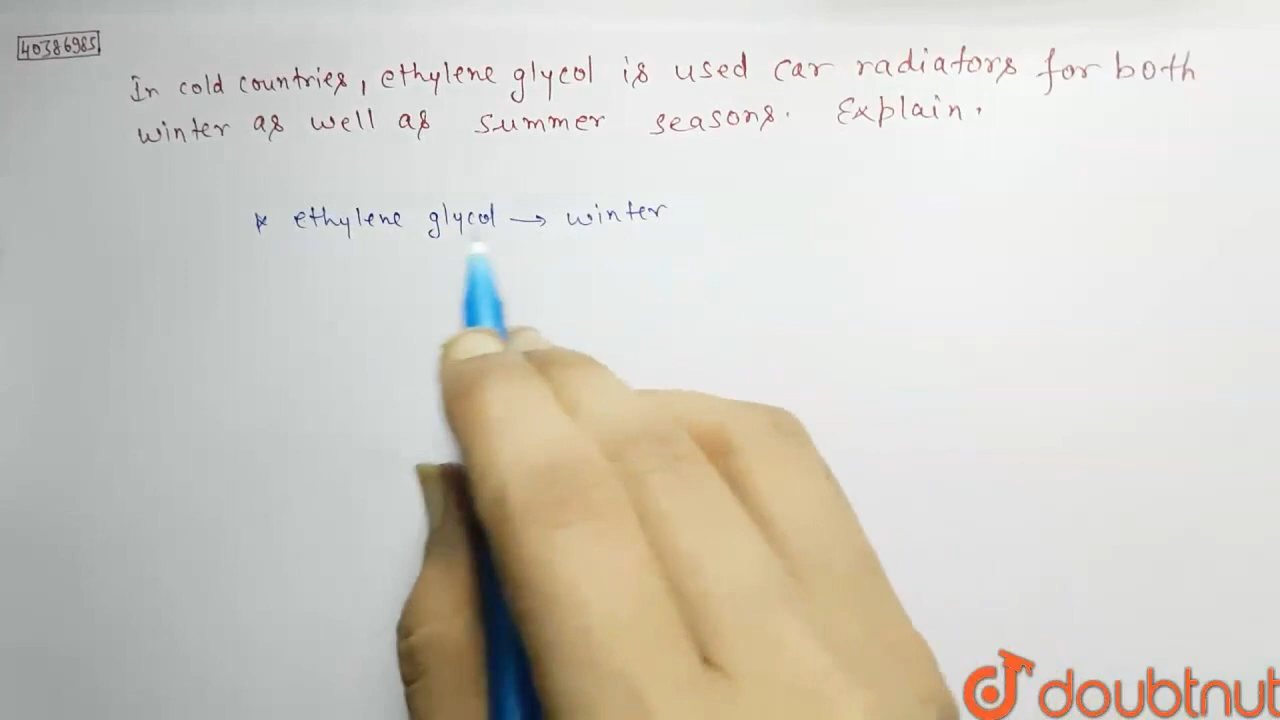 40386985
In cold countries, ethylene glycol is used car radiators for both
winter as well as summer seasons. Explain.
* ethylene glycol → winter
doubtnut